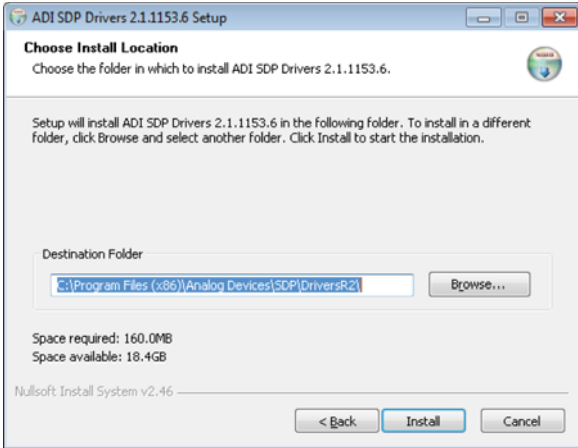 ADI SDP Drivers 2.1.1153.6 Setup
Choose Install Location
Choose the folder in which to install ADI SDP Drivers 2.1.1153.6.
Setup will install ADI SDP Drivers 2.1.1153.6 in the following folder. To install in a different
folder, click Browse and select another folder. Click Install to start the installation.
Destination Folder
C:\Program Files (x86)\Analog Devices\SDP\DriversR2\
Browse...
Space required: 160.0MB
Space available: 18.4GB
Nullsoft Install System v2.46
< Back
Install
Cancel